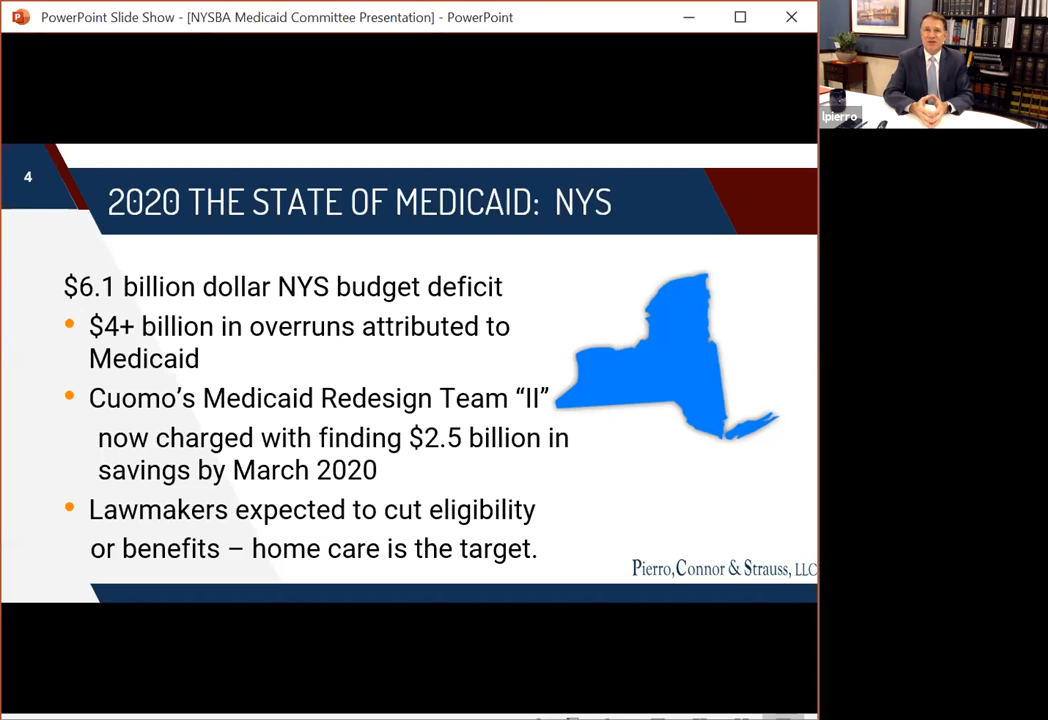 PowerPoint Slide Show - [NYSBA Medicaid Committee Presentation] - PowerPoint
lpierro
4
2020 THE STATE OF MEDICAID: NYS
$6.1 billion dollar NYS budget deficit
• $4+ billion in overruns attributed to
Medicaid
• Cuomo’s Medicaid Redesign Team “II”
now charged with finding $2.5 billion in
savings by March 2020
• Lawmakers expected to cut eligibility
or benefits – home care is the target.
Pierro, Connor & Strauss, LLC